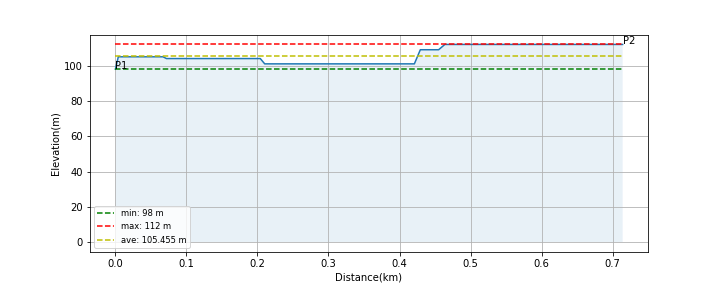 P2
P1
100
80
60
40
20
0
Elevation(m)
min: 98 m
max: 112 m
ave: 105.455 m
0.0 0.1 0.2 0.3 0.4 0.5 0.6 0.7
Distance(km)